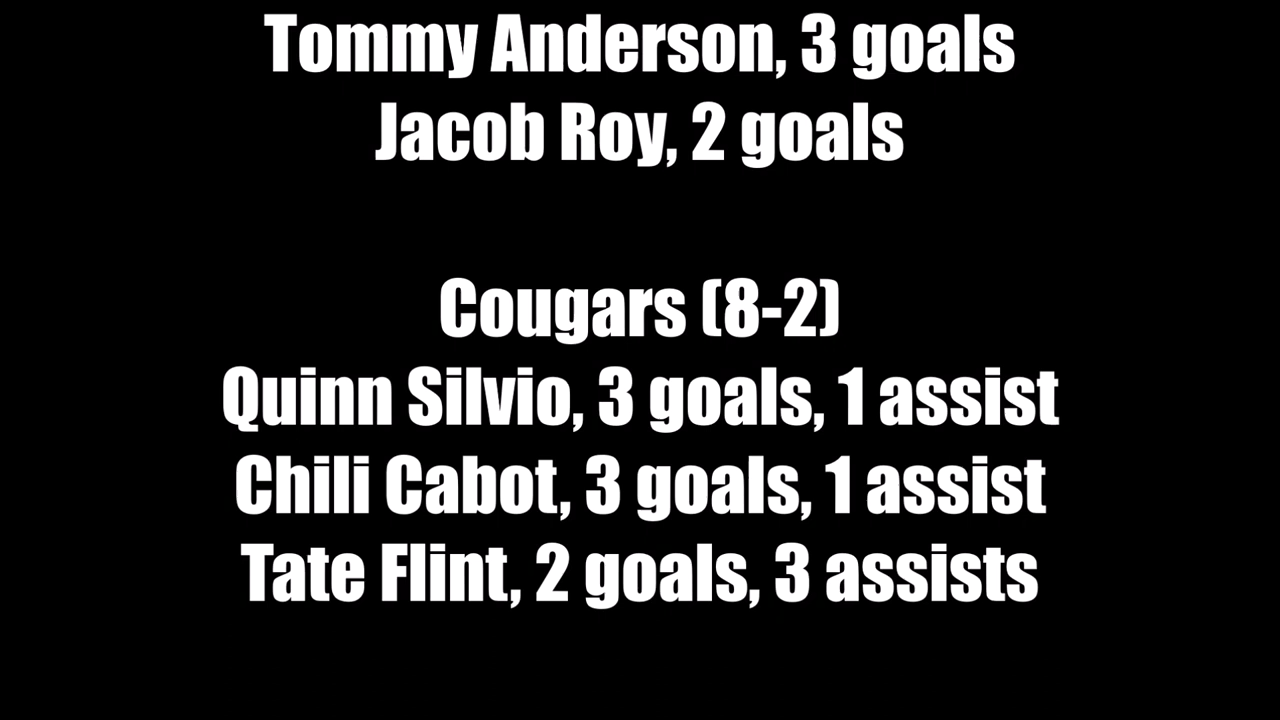 Tommy Anderson, 3 goals
Jacob Roy, 2 goals
Cougars (8-2)
Quinn Silvio, 3 goals, 1 assist
Chili Cabot, 3 goals, 1 assist
Tate Flint, 2 goals, 3 assists